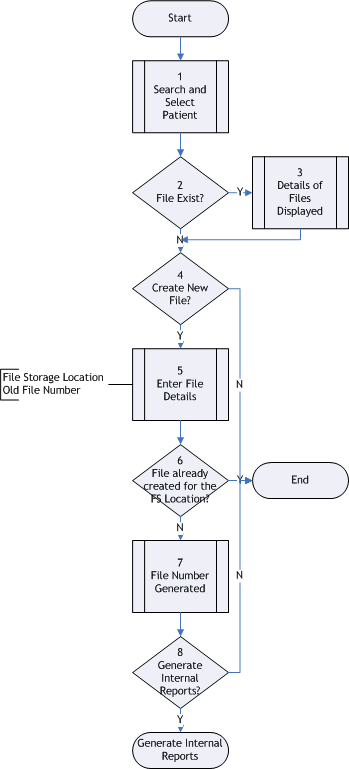 Start
1
Search and
Select
Patient
2
File Exist?
Y
3
Details of
Files
Displayed
N
4
Create New
File?
Y
N
File Storage Location
Old File Number
5
Enter File
Details
6
File already
created for the
FS Location?
Y
End
N
7
File Number
Generated
N
8
Generate
Internal
Reports?
Y
Generate Internal
Reports